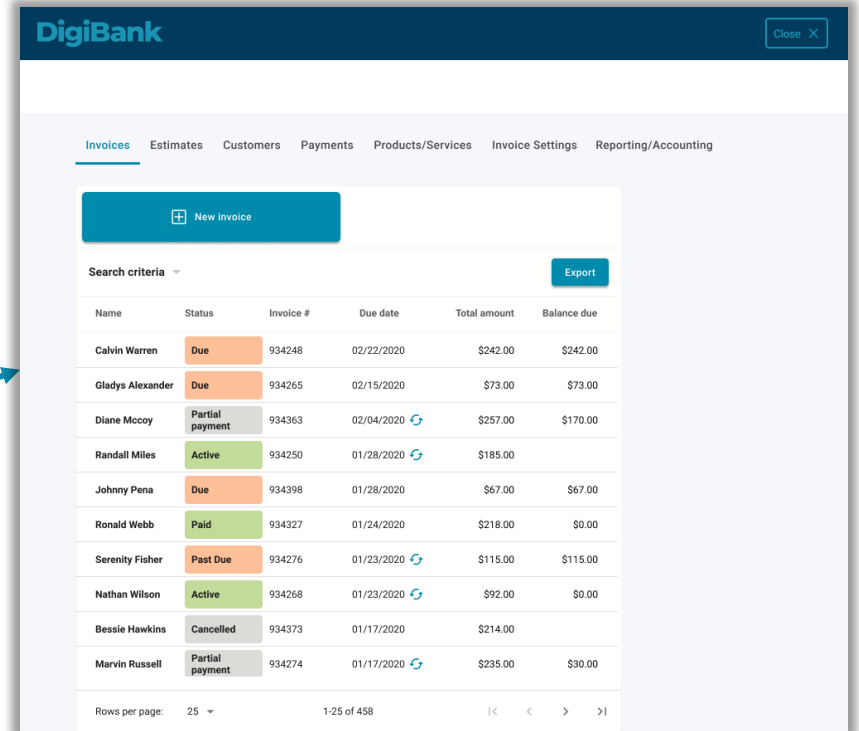 DigiBank
Close
Invoices Estimates Customers Payments Products/Services Invoice Settings Reporting/Accounting
New invoice
Search criteria Export
Name Status Invoice # Due date Total amount Balance due
Calvin Warren Due 934248 02/22/2020 $242.00 $242.00
Gladys Alexander Due 934265 02/15/2020 $73.00 $73.00
Diane Mccoy Partial payment 934363 02/04/2020 $257.00 $170.00
Randall Miles Active 934250 01/28/2020 $185.00
Johnny Pena Due 934398 01/28/2020 $67.00 $67.00
Ronald Webb Paid 934327 01/24/2020 $218.00 $0.00
Serenity Fisher Past Due 934276 01/23/2020 $115.00 $115.00
Nathan Wilson Active 934268 01/23/2020 $92.00 $0.00
Bessie Hawkins Cancelled 934373 01/17/2020 $214.00
Marvin Russell Partial payment 934274 01/17/2020 $235.00 $30.00
Rows per page: 25 1-25 of 458